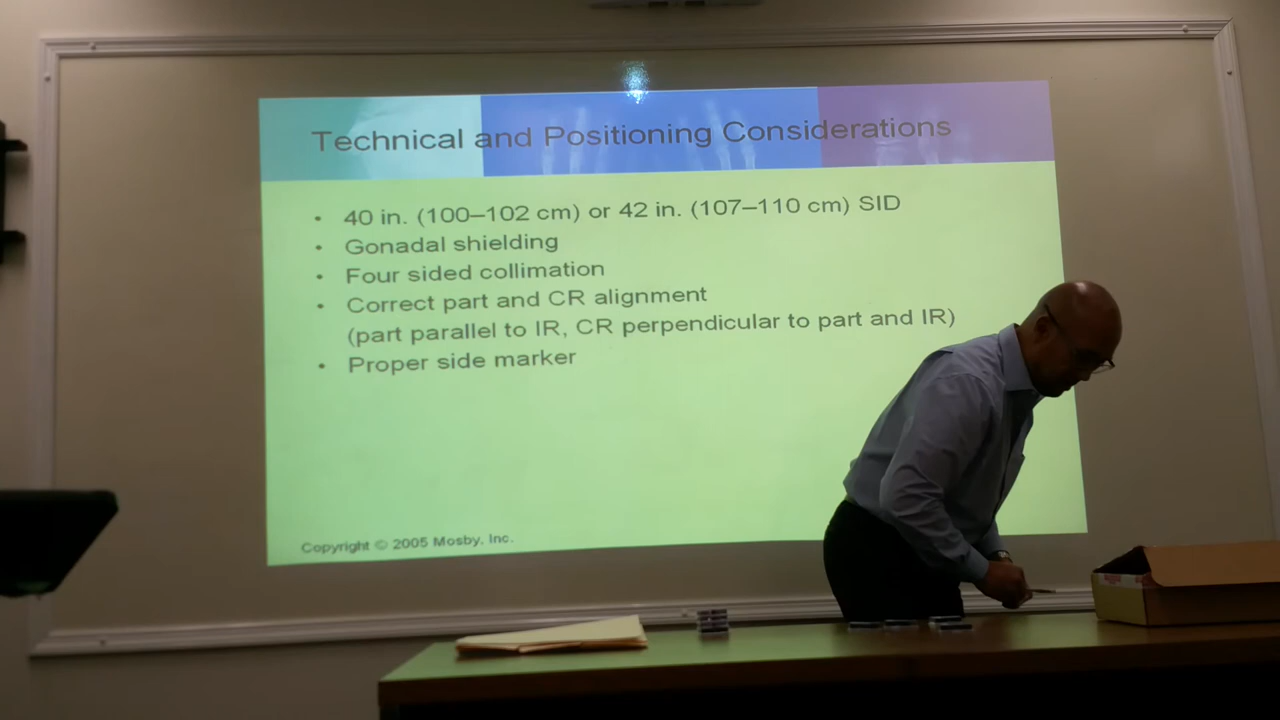 Technical and Positioning Considerations
• 40 in. (100–102 cm) or 42 in. (107–110 cm) SID
• Gonadal shielding
• Four sided collimation
• Correct part and CR alignment
(part parallel to IR, CR perpendicular to part and IR)
• Proper side marker
Copyright © 2005 Mosby, Inc.